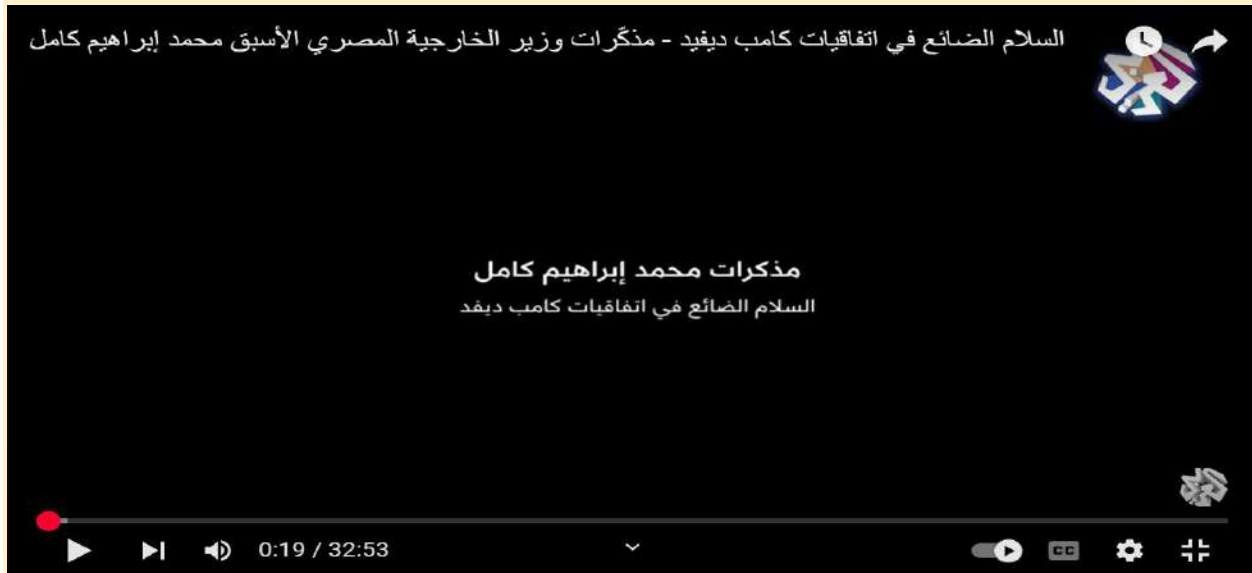 السلام الضائع في اتفاقيات كامب ديفيد - مذكّرات وزير الخارجية المصري الأسبق محمد إبراهيم كامل
مذكرات محمد إبراهيم كامل
السلام الضائع في اتفاقيات كامب ديفد
0:19 / 32:53
CC